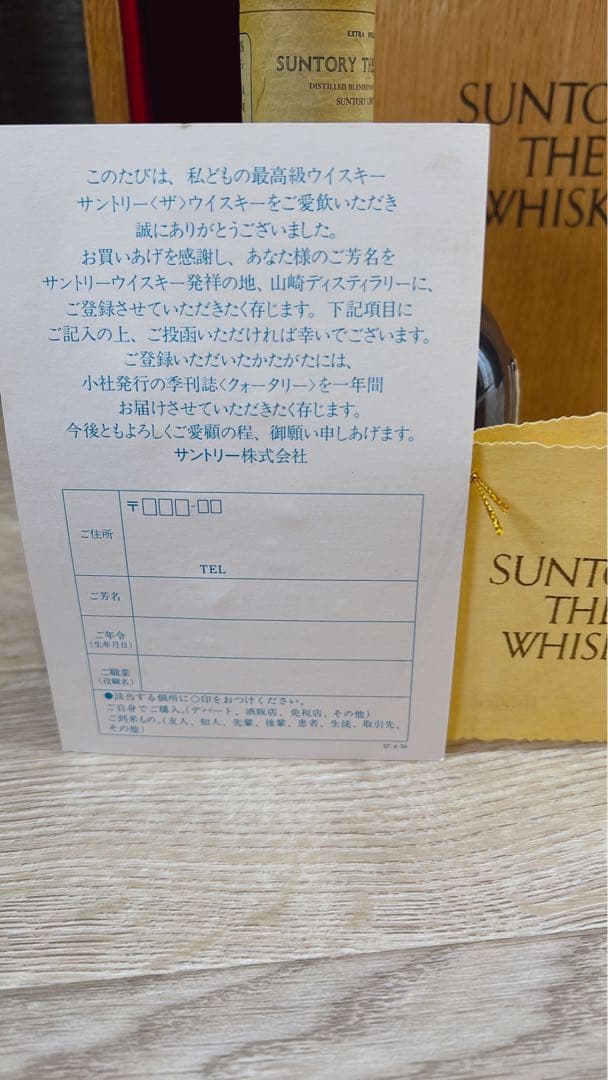 EXTRA SPE
SUNTORY TH
DISTILLED, BLENDED
SUNTORY LIM
SUNTO
THE
WHISK
このたびは、私どもの最高級ウイスキー
サントリー〈ザ〉ウイスキーをご愛飲いただき
誠にありがとうございました。
お買いあげを感謝し、あなた様のご芳名を
サントリーウイスキー発祥の地、山崎ディスティラリーに、
ご登録させていただきたく存じます。下記項目に
ご記入の上、ご投函いただければ幸いでございます。
ご登録いただいたかたがたには、
小社発行の季刊誌〈クォータリー〉を一年間
お届けさせていただきたく存じます。
今後ともよろしくご愛顧の程、御願い申しあげます。
サントリー株式会社
ご住所
〒□□□-□□
TEL
ご芳名
ご年令
(生年月日)
ご職業
(役職名)
●該当する個所に○印をおつけください。
ご自身でご購入。(デパート、酒販店、免税店、その他)
ご到来もの。(友人、知人、先輩、後輩、患者、生徒、取引先、
その他)
SUNTO
THE
WHISK